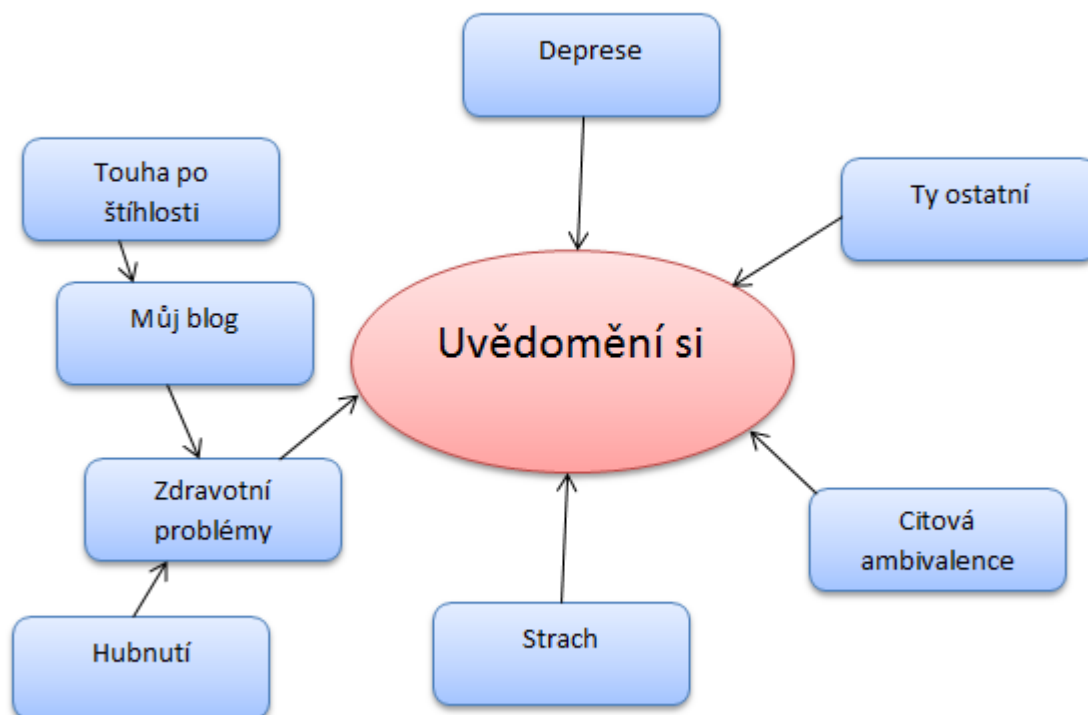 Deprese
Touha po
štíhlosti
Ty ostatní
Můj blog
Uvědomění si
Zdravotní
problémy
Citová
ambivalence
Hubnutí
Strach